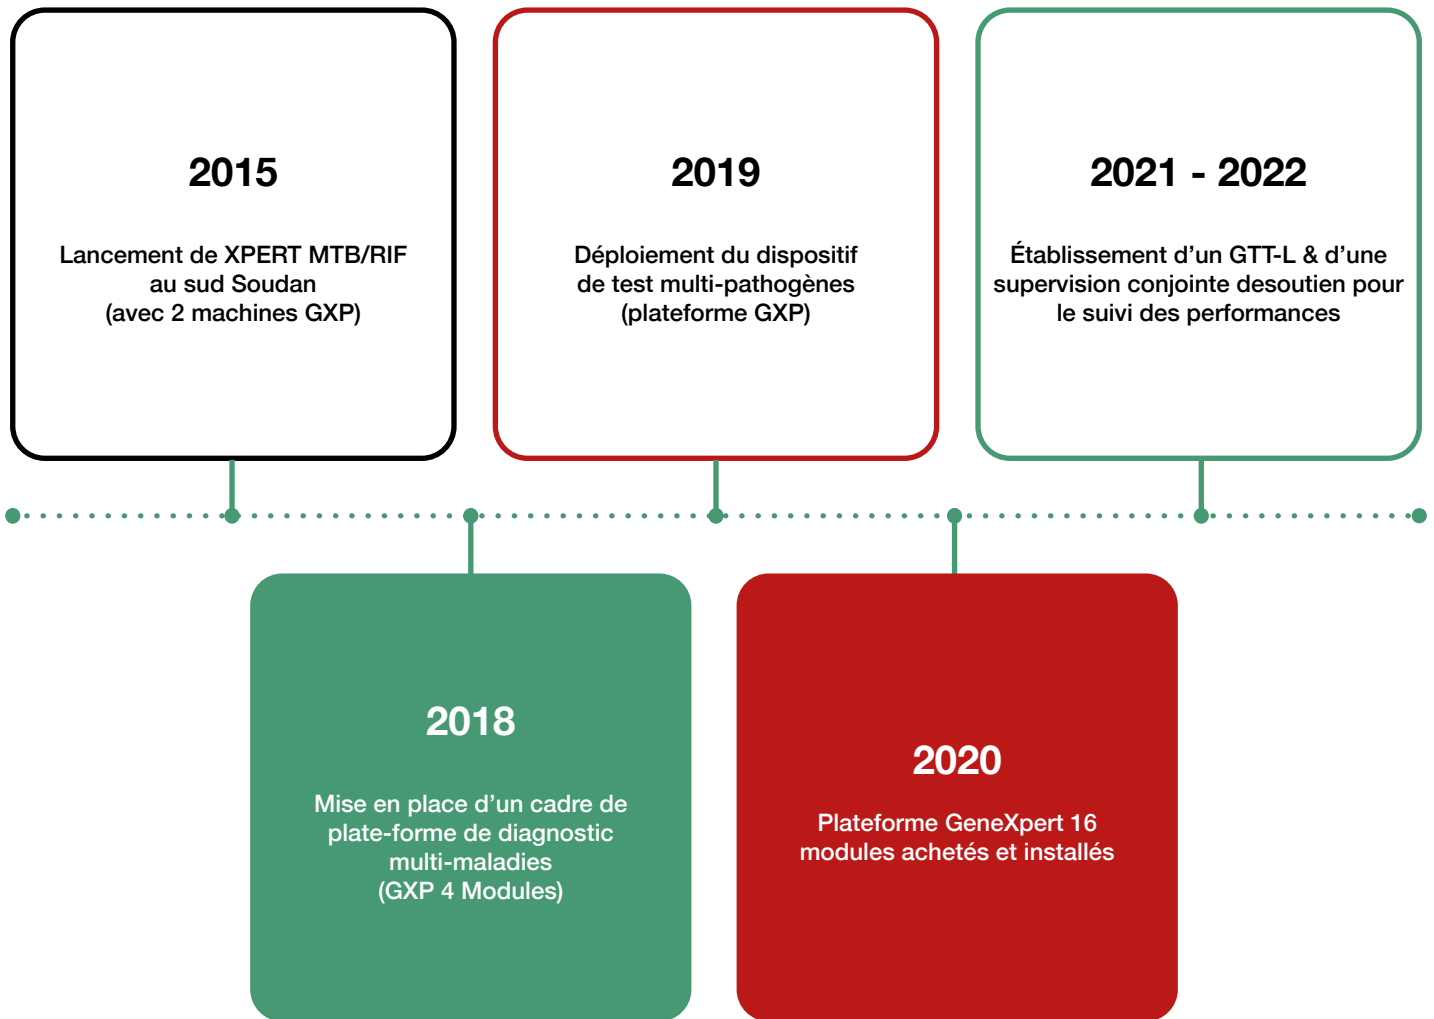 2015
Lancement de XPERT MTB/RIF
au sud Soudan
(avec 2 machines GXP)
2019
Déploiement du dispositif
de test multi-pathogènes
(plateforme GXP)
2021 - 2022
Établissement d’un GTT-L & d’une
supervision conjointe desoutien pour
le suivi des performances
2018
Mise en place d’un cadre de
plate-forme de diagnostic
multi-maladies
(GXP 4 Modules)
2020
Plateforme GeneXpert 16
modules achetés et installés